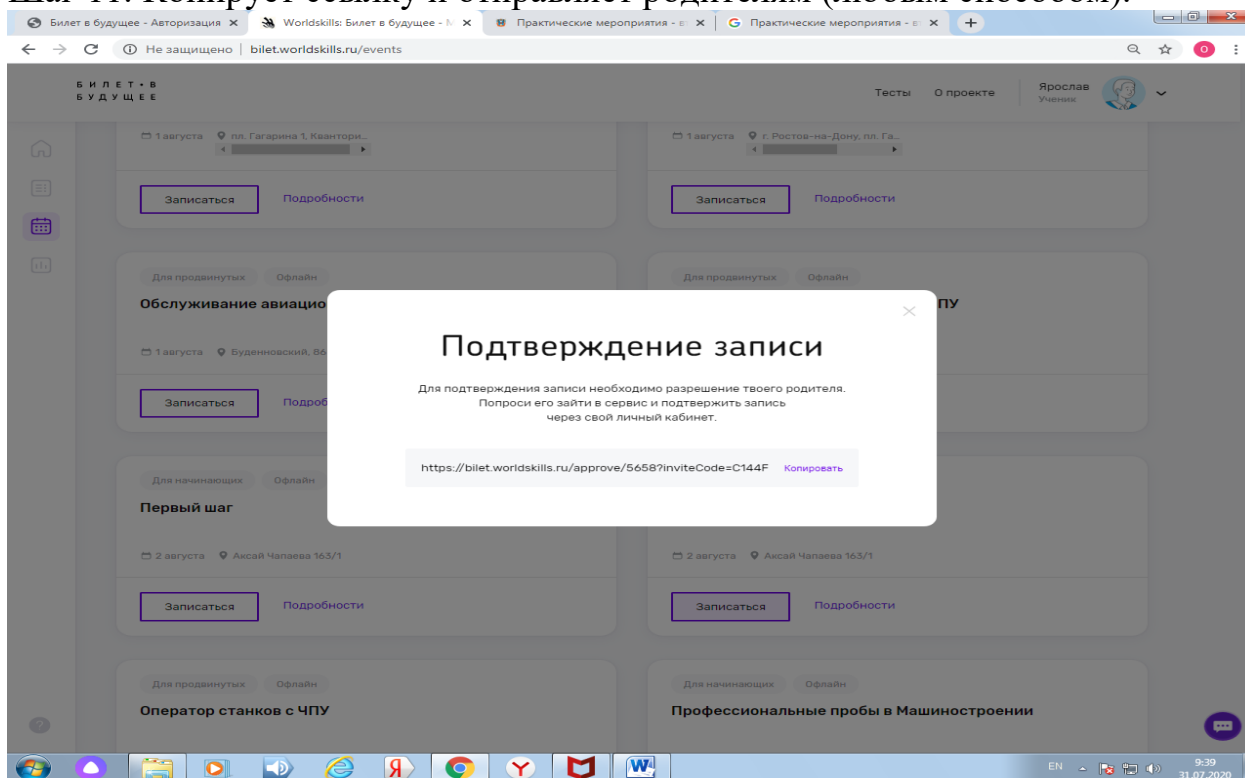 Шаг 11. Копирует ссылку и отправляет родителям (любым способом).
Билет в будущее - Авторизация
Worldskills: Билет в будущее -
Практические мероприятия -
Практические мероприятия -
Не защищено | bilet.worldskills.ru/events
БИЛЕТ • В
БУДУЩЕЕ
Тесты О проекте
Ярослав
Ученик
1 августа пл. Гагарина 1, Квантори...
1 августа г. Ростов-на-Дону, пл. Га...
Записаться Подробности
Записаться Подробности
Для продвинутых Офлайн
Для продвинутых Офлайн
Обслуживание авиацио
ПУ
1 августа Буденновский, 86
Записаться Подроб
Подтверждение записи
Для подтверждения записи необходимо разрешение твоего родителя.
Попроси его зайти в сервис и подтвердить запись
через свой личный кабинет.
https://bilet.worldskills.ru/approve/5658?inviteCode=C144F Копировать
Для начинающих Офлайн
Первый шаг
2 августа Аксай Чапаева 163/1
2 августа Аксай Чапаева 163/1
Записаться Подробности
Записаться Подробности
Для продвинутых Офлайн
Для начинающих Офлайн
Оператор станков с ЧПУ
Профессиональные пробы в Машиностроении
EN
9:39
31.07.2020